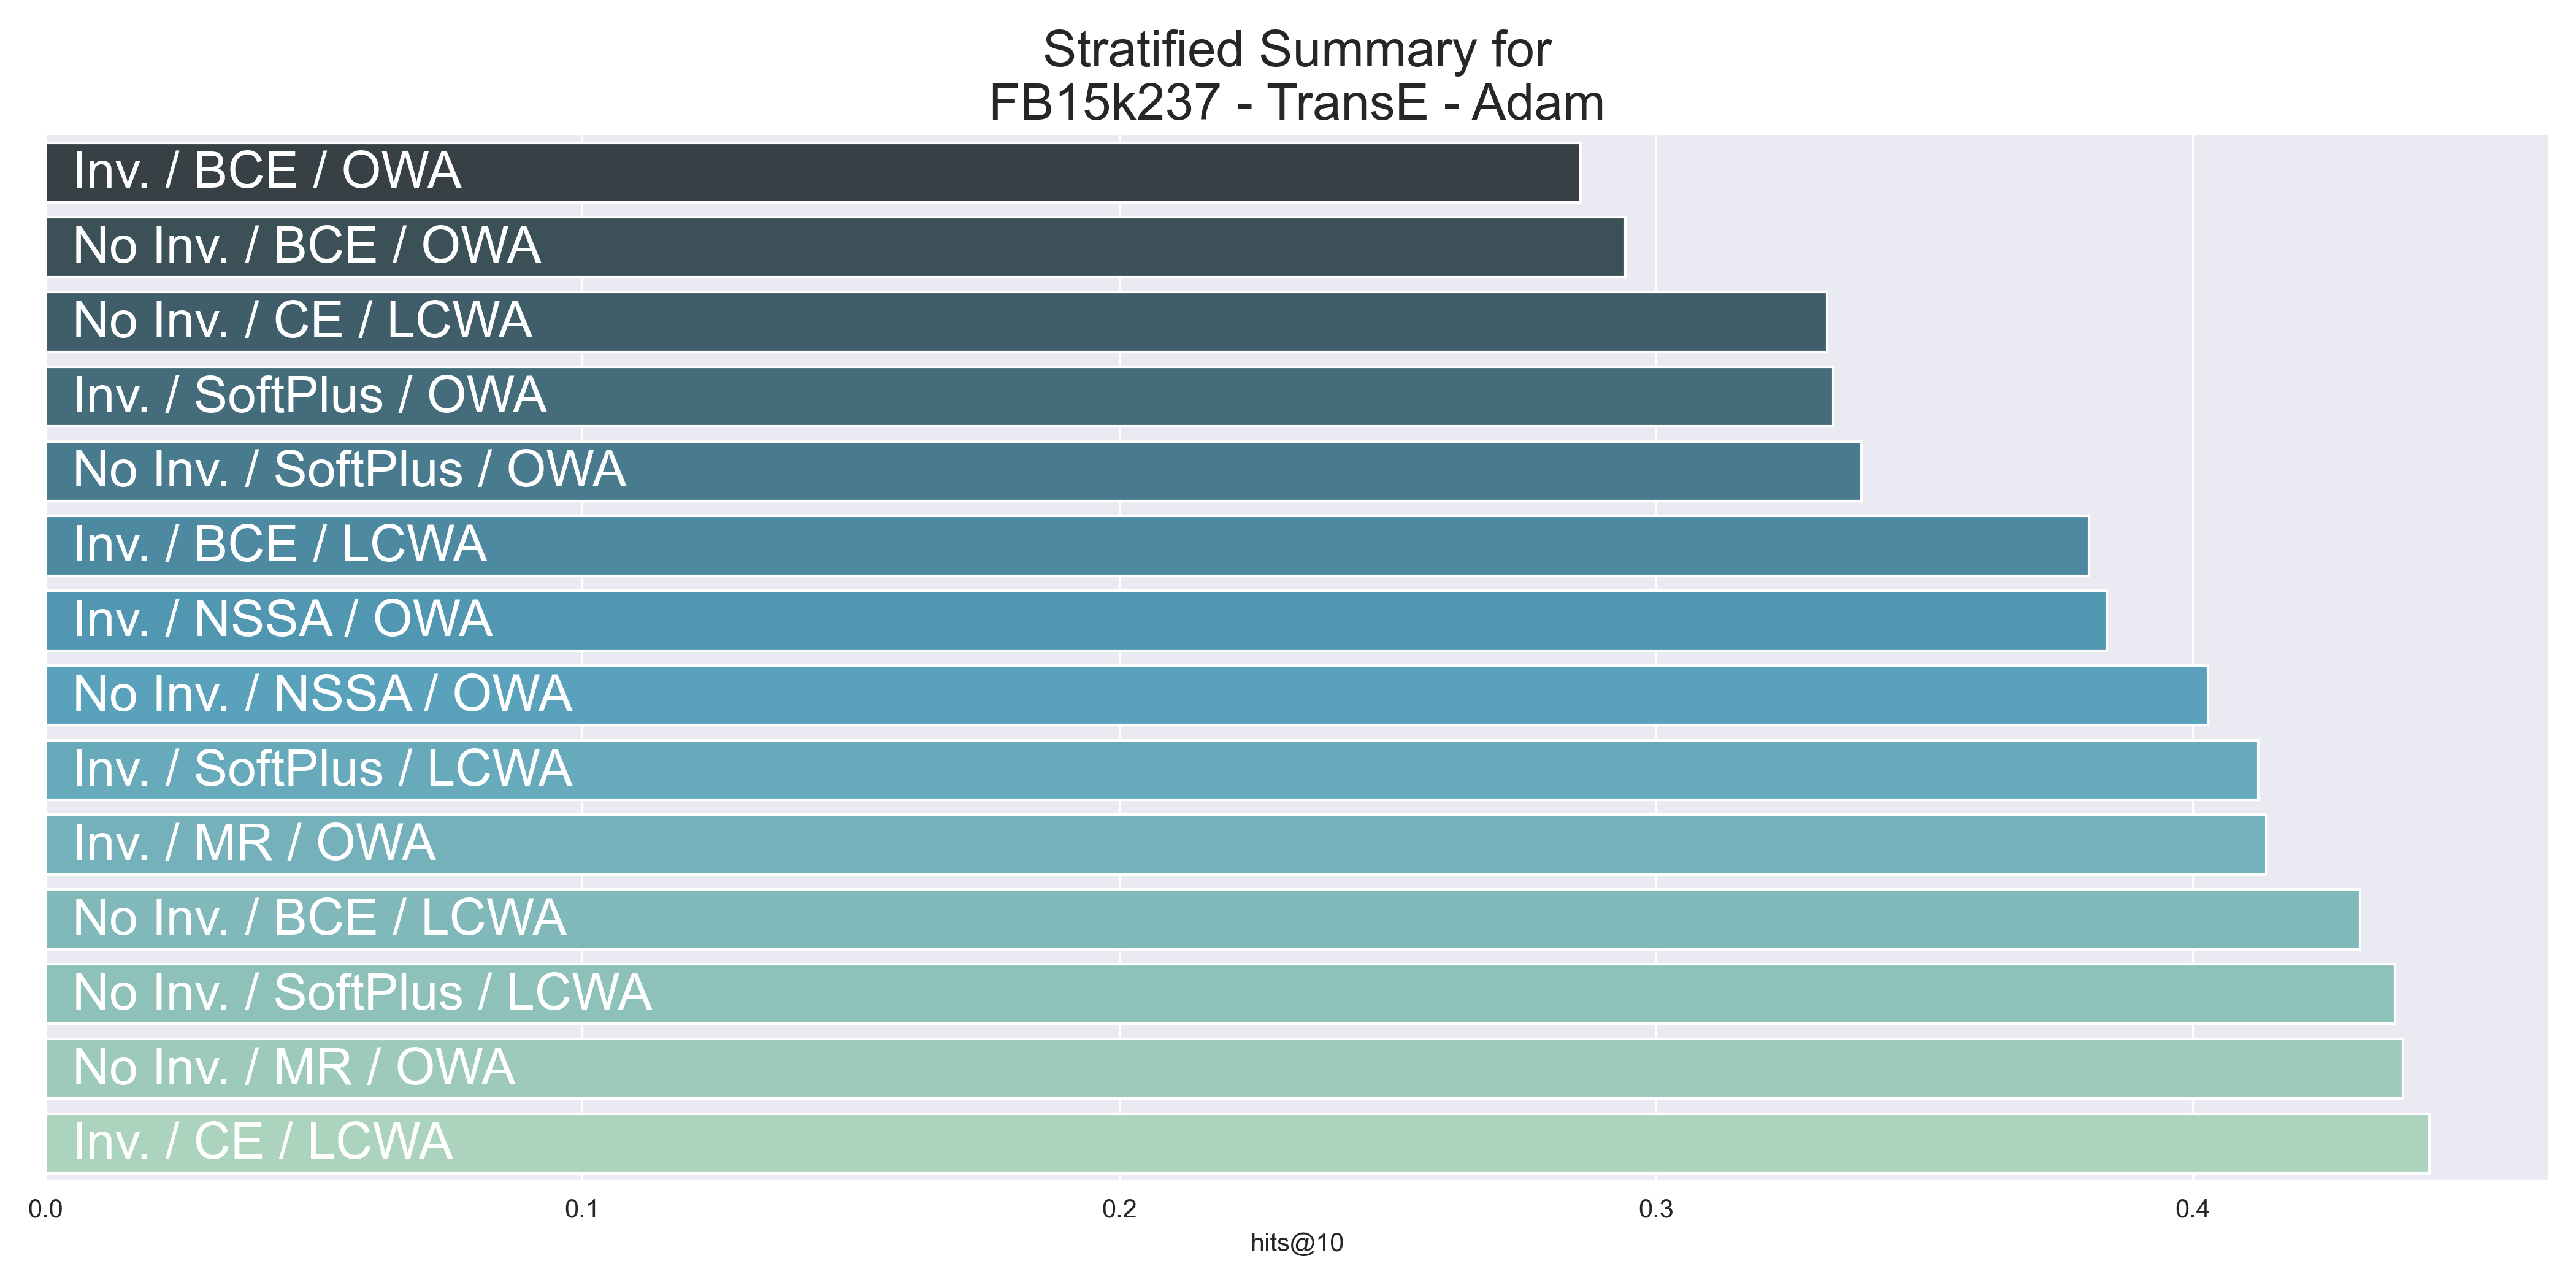 Stratified Summary for
FB15k237 - TransE - Adam
Inv. / BCE / OWA
No Inv. / BCE / OWA
No Inv. / CE / LCWA
Inv. / SoftPlus / OWA
No Inv. / SoftPlus / OWA
Inv. / BCE / LCWA
Inv. / NSSA / OWA
No Inv. / NSSA / OWA
Inv. / SoftPlus / LCWA
Inv. / MR / OWA
No Inv. / BCE / LCWA
No Inv. / SoftPlus / LCWA
No Inv. / MR / OWA
Inv. / CE / LCWA
0.0 0.1 0.2 0.3 0.4
hits@10